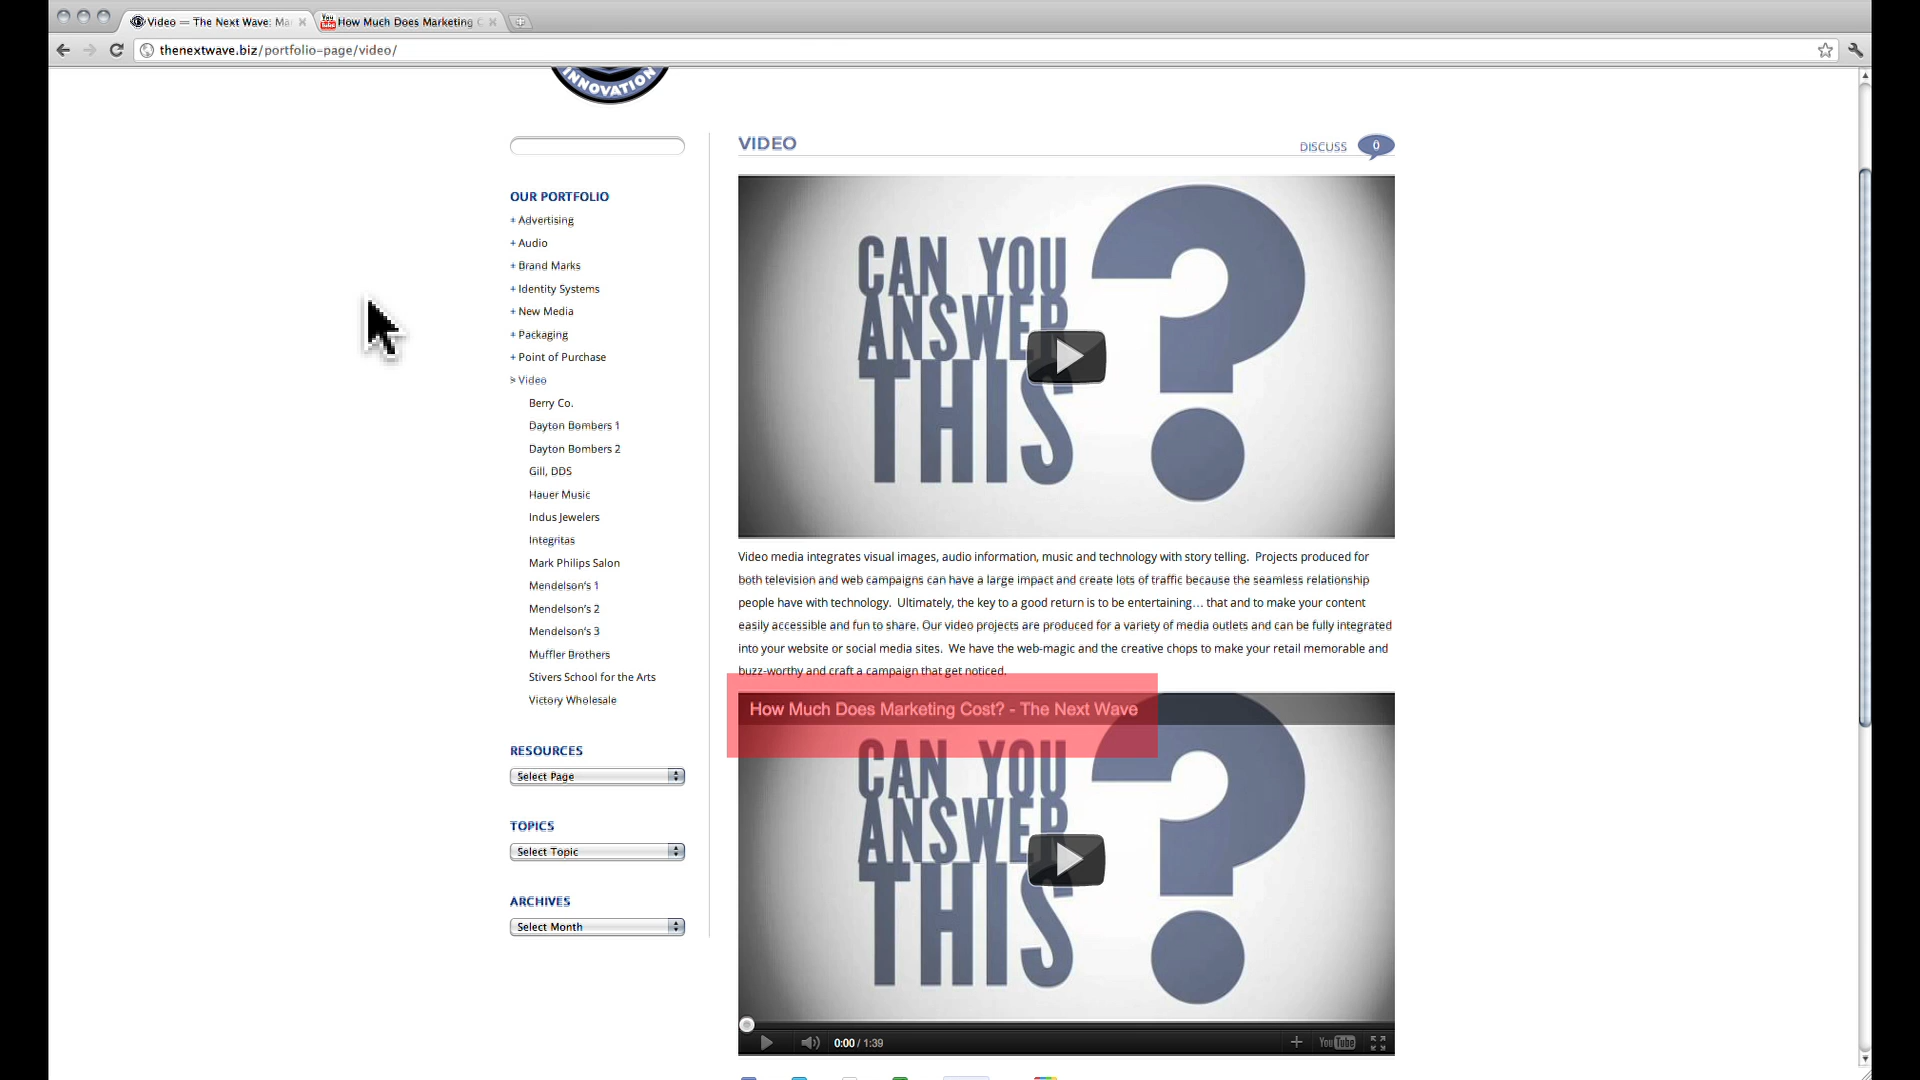 Video — The Next Wave: Ma
How Much Does Marketing C
thenextwave.biz/portfolio-page/video/
INNOVATION
VIDEO
DISCUSS 0
OUR PORTFOLIO
+ Advertising
+ Audio
+ Brand Marks
+ Identity Systems
+ New Media
+ Packaging
+ Point of Purchase
> Video
Berry Co.
Dayton Bombers 1
Dayton Bombers 2
Gill, DDS
Hauer Music
Indus Jewelers
Integritas
Mark Philips Salon
Mendelson's 1
Mendelson's 2
Mendelson's 3
Muffler Brothers
Stivers School for the Arts
Victory Wholesale
RESOURCES
Select Page
TOPICS
Select Topic
ARCHIVES
Select Month
CAN YOU
ANSWER
THIS ?
Video media integrates visual images, audio information, music and technology with story telling.  Projects produced for
both television and web campaigns can have a large impact and create lots of traffic because the seamless relationship
people have with technology.  Ultimately, the key to a good return is to be entertaining… that and to make your content
easily accessible and fun to share. Our video projects are produced for a variety of media outlets and can be fully integrated
into your website or social media sites.  We have the web-magic and the creative chops to make your retail memorable and
buzz-worthy and craft a campaign that get noticed.
How Much Does Marketing Cost? - The Next Wave
CAN YOU
ANSWER
THIS ?
0:00 / 1:39
YouTube